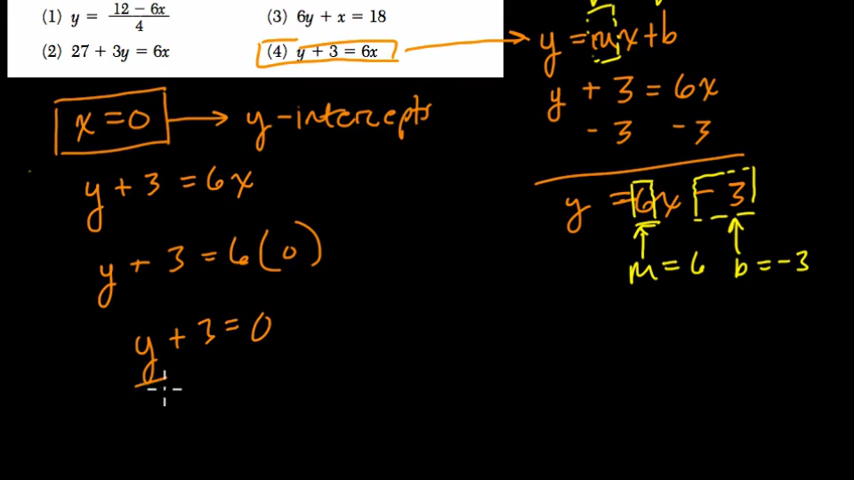 (1) y = (12 − 6x)/4
(3) 6y + x = 18
(2) 27 + 3y = 6x
(4) y + 3 = 6x
y = mx + b
x = 0 → y-intercepts
y + 3 = 6x
y + 3 = 6(0)
y + 3 = 0
y + 3 = 6x
- 3 - 3
y = 6x - 3
m = 6 b = -3